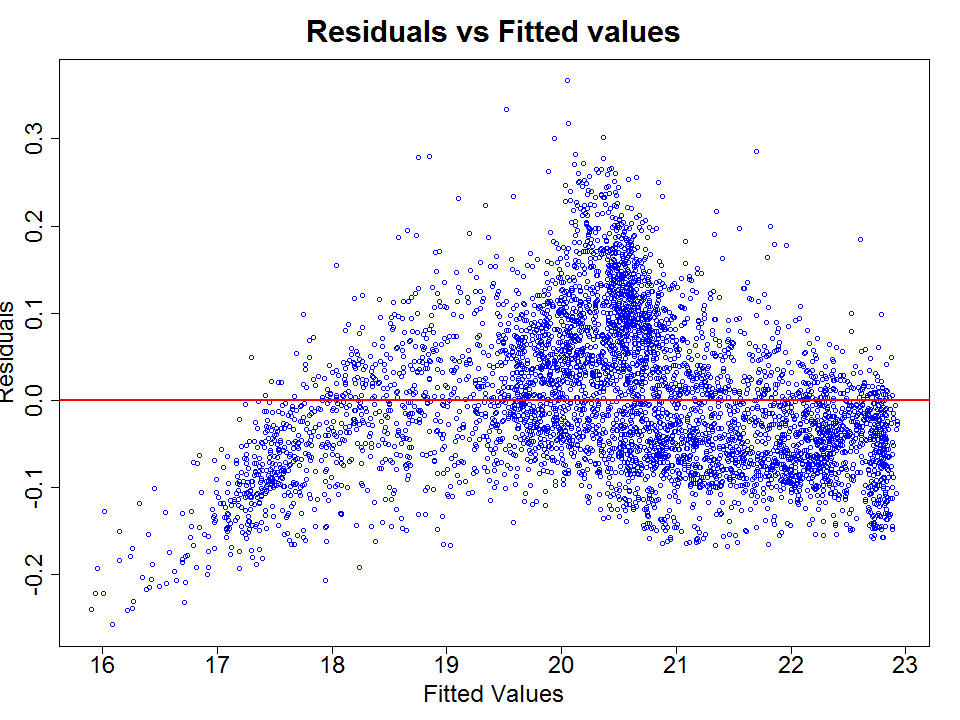 Residuals vs Fitted values
Residuals
0.3
0.2
0.1
0.0
-0.1
-0.2
16 17 18 19 20 21 22 23
Fitted Values